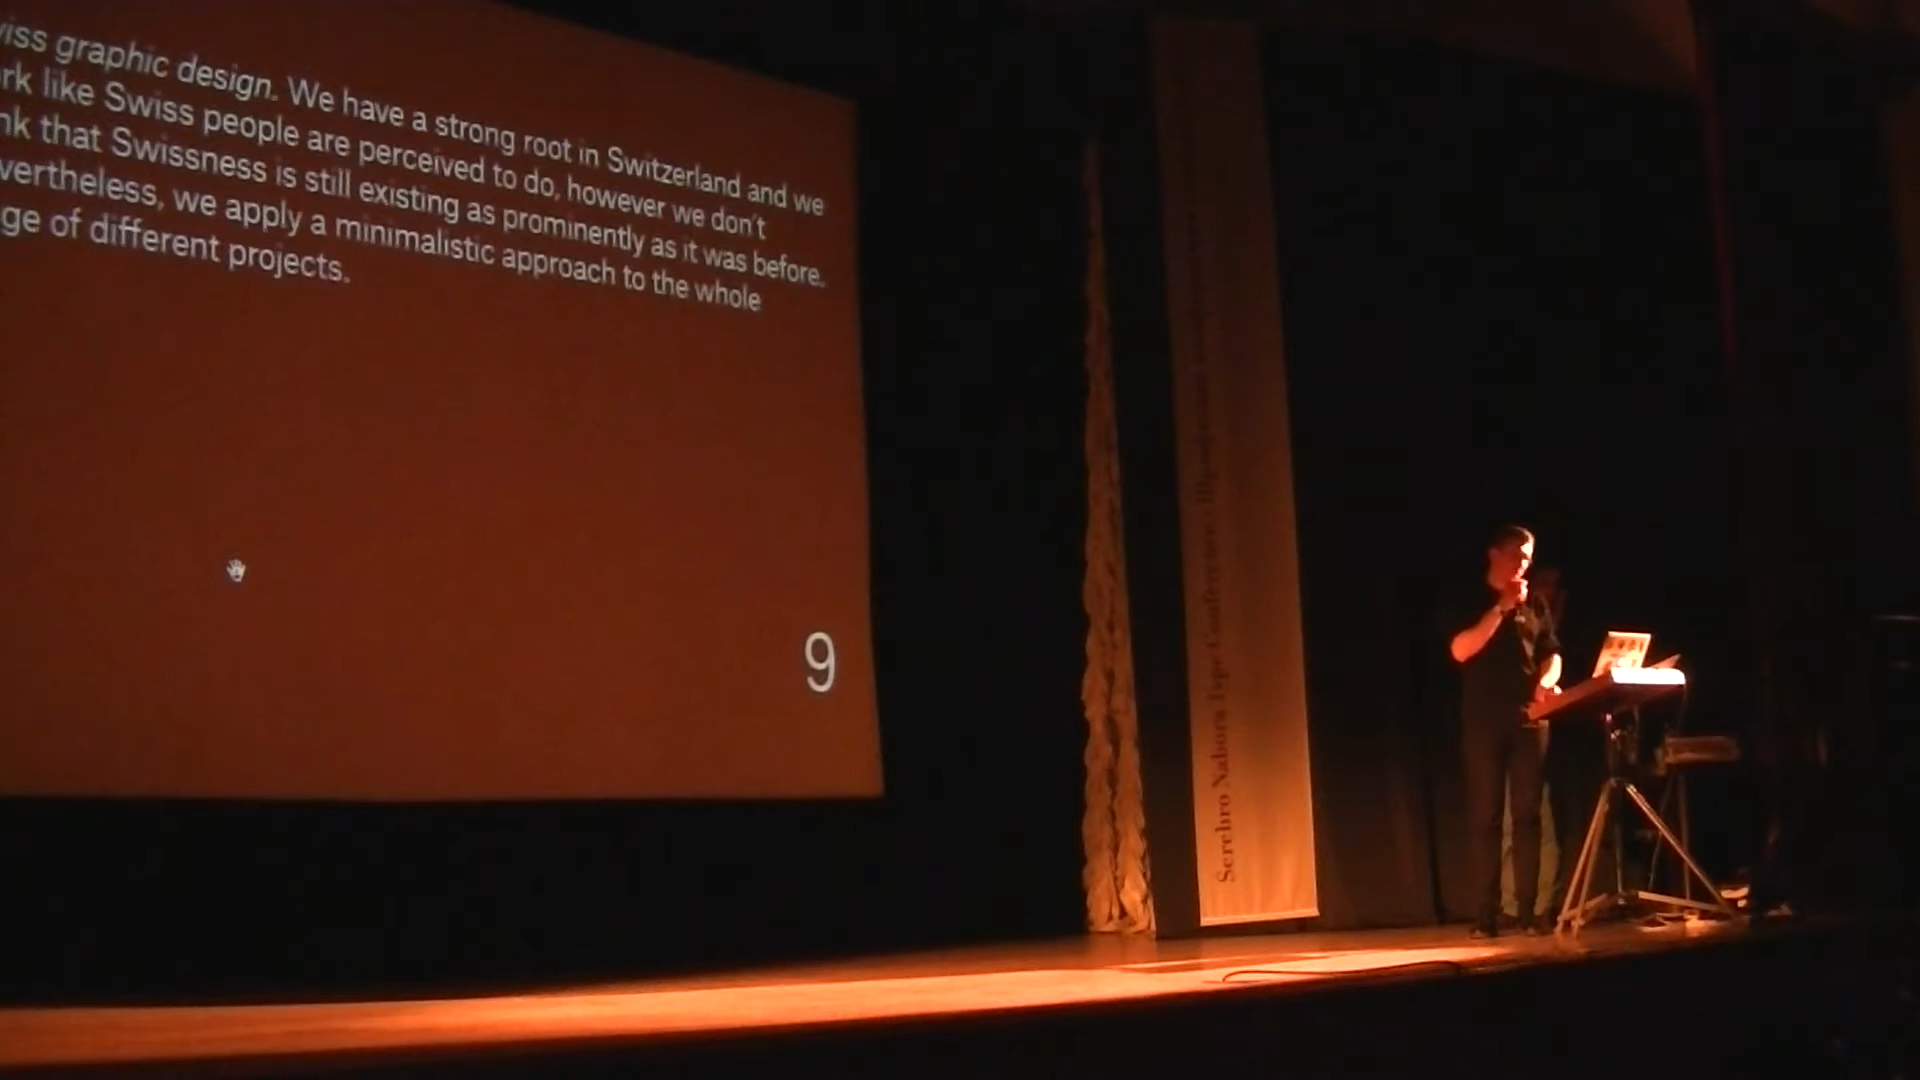 viss graphic design. We have a strong root in Switzerland and we
rk like Swiss people are perceived to do, however we don't
nk that Swissness is still existing as prominently as it was before.
vertheless, we apply a minimalistic approach to the whole
ge of different projects.
9
Serebro Nabora Type Conference.